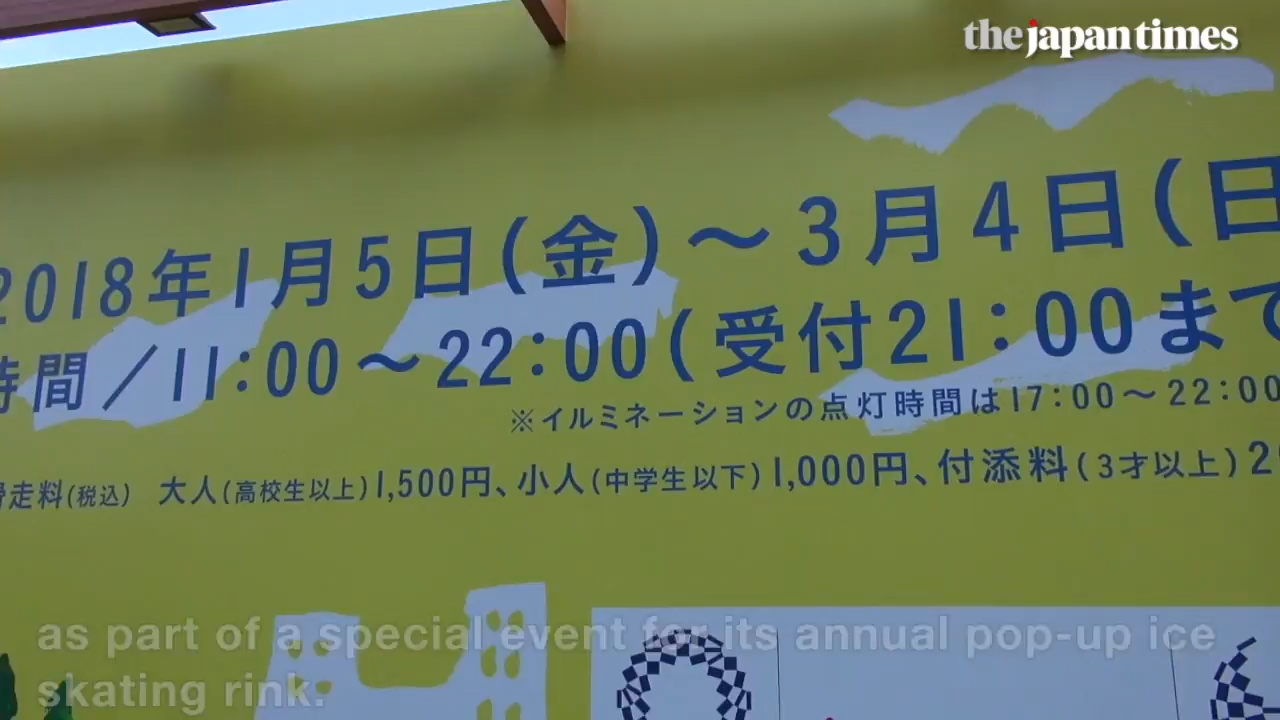 the japan times
2018年1月5日(金)～3月4日(日
時間／11:00～22:00(受付21:00まで
※イルミネーションの点灯時間は17:00～22:00
滑走料(税込) 大人(高校生以上)1,500円、小人(中学生以下)1,000円、付添料(3才以上)2
as part of a special event for its annual pop-up ice
skating rink.